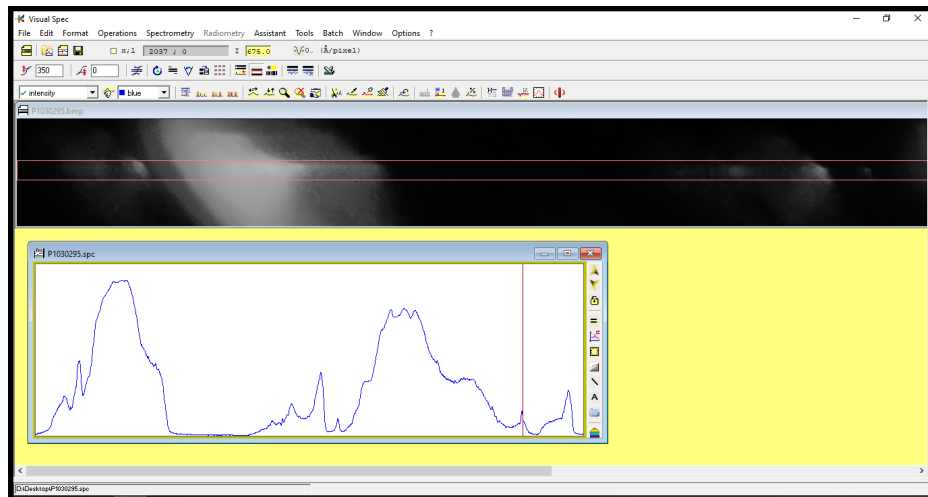 Visual Spec
File Edit Format Operations Spectrometry Radiometry Assistant Tools Batch Window Options ?
x;i 2037 ; 0 I 675.0 (Å/pixel)
350 0
intensity blue
P1030295.bmp
P1030295.spc
A
D:\Desktop\P1030295.spc